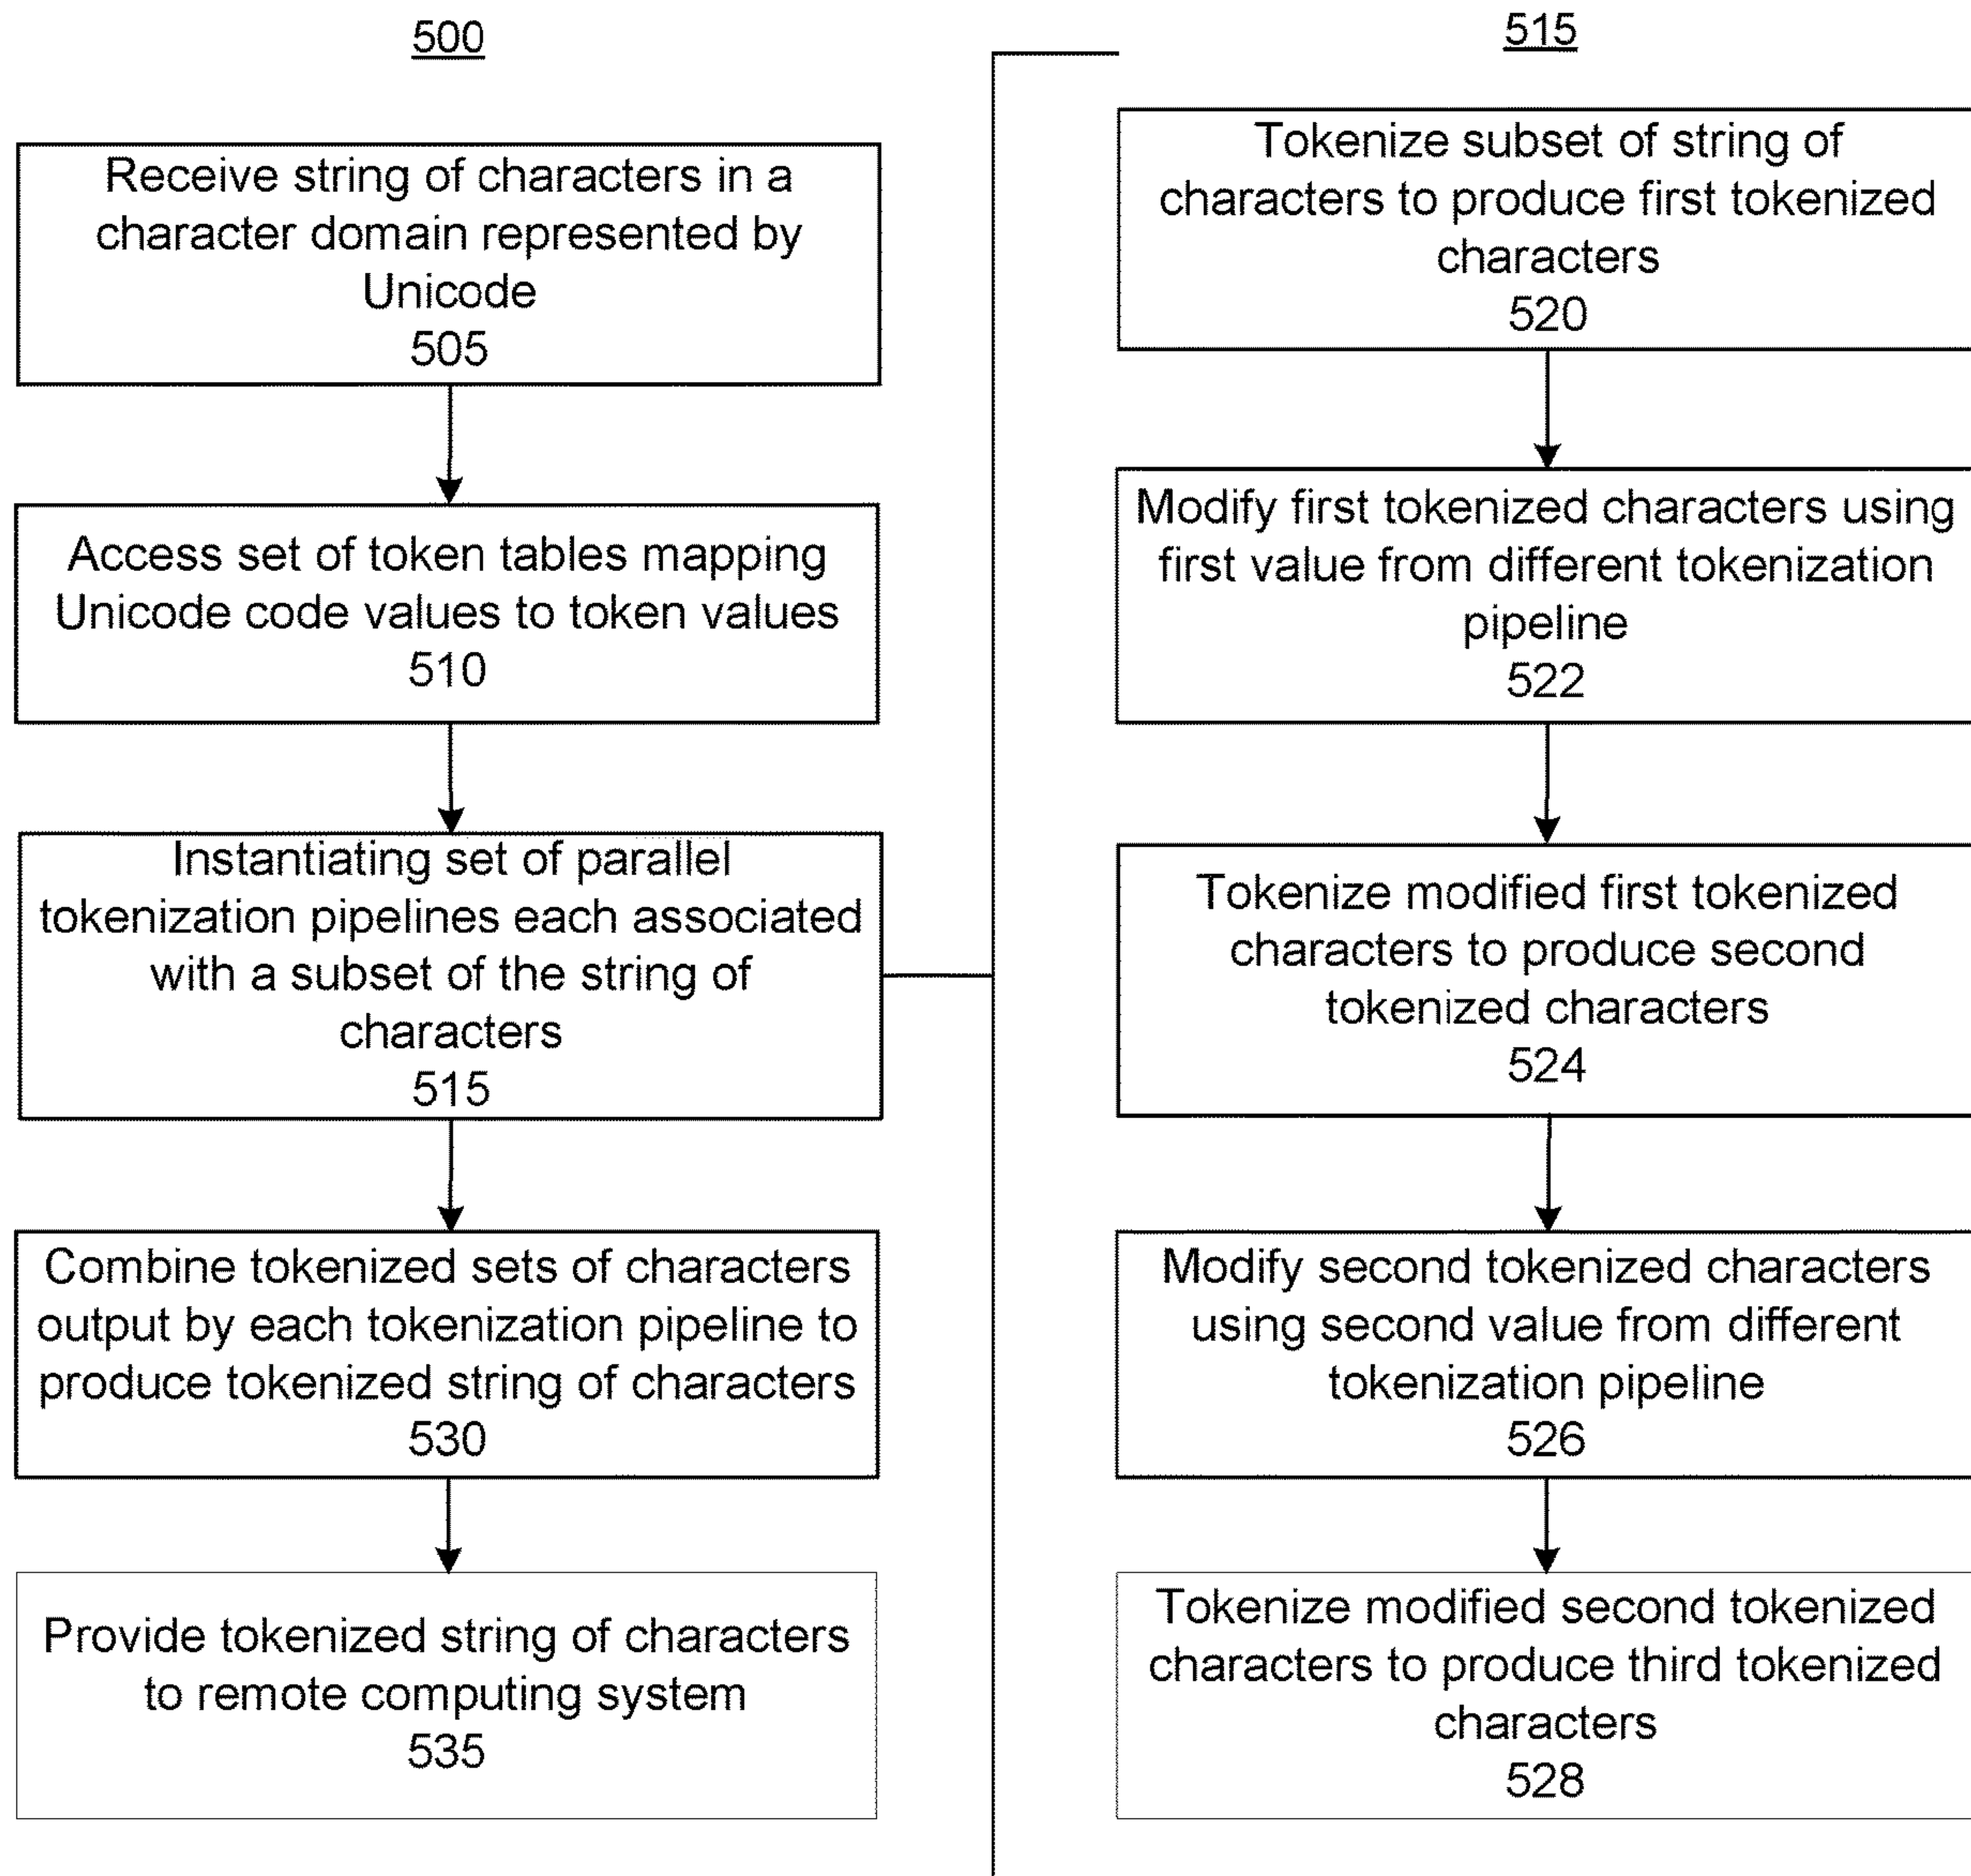 500
Receive string of characters in a
character domain represented by
Unicode
505
Access set of token tables mapping
Unicode code values to token values
510
Instantiating set of parallel
tokenization pipelines each associated
with a subset of the string of
characters
515
Combine tokenized sets of characters
output by each tokenization pipeline to
produce tokenized string of characters
530
Provide tokenized string of characters
to remote computing system
535
515
Tokenize subset of string of
characters to produce first tokenized
characters
520
Modify first tokenized characters using
first value from different tokenization
pipeline
522
Tokenize modified first tokenized
characters to produce second
tokenized characters
524
Modify second tokenized characters
using second value from different
tokenization pipeline
526
Tokenize modified second tokenized
characters to produce third tokenized
characters
528